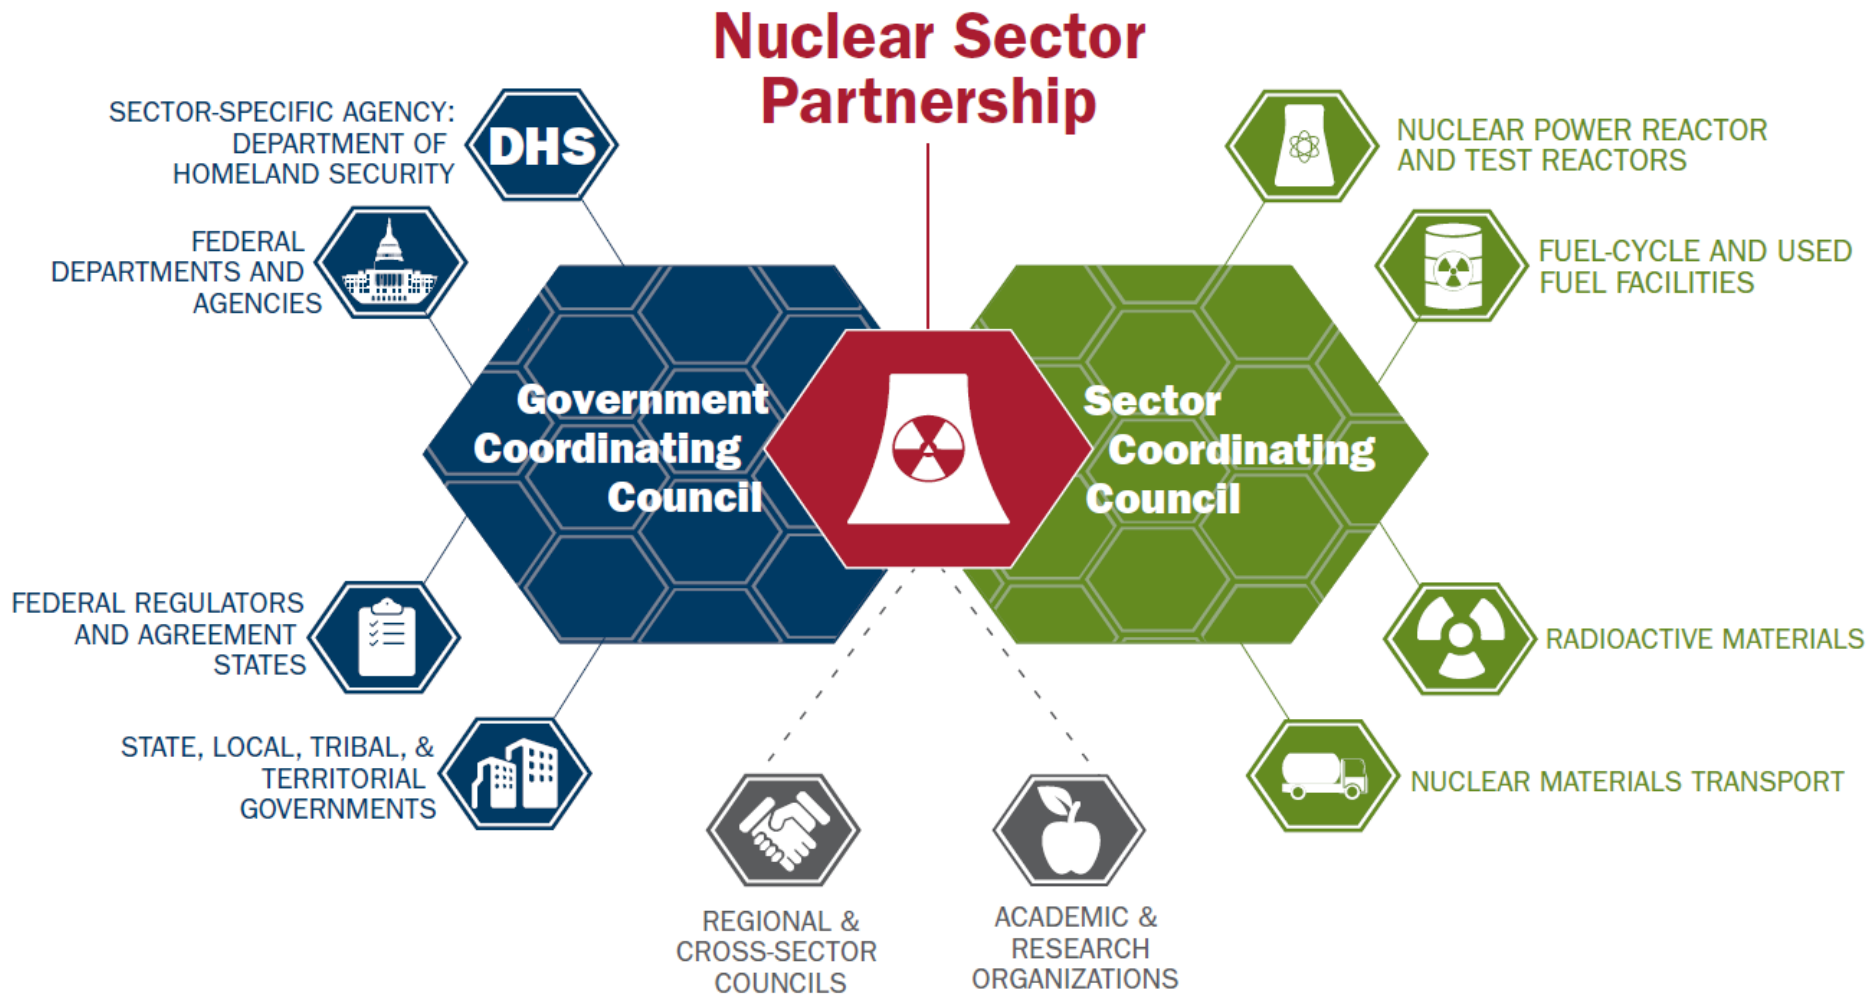 Nuclear Sector
Partnership
SECTOR-SPECIFIC AGENCY:
DEPARTMENT OF
HOMELAND SECURITY
DHS
FEDERAL
DEPARTMENTS AND
AGENCIES
Government
Coordinating
Council
FEDERAL REGULATORS
AND AGREEMENT
STATES
STATE, LOCAL, TRIBAL, &
TERRITORIAL
GOVERNMENTS
NUCLEAR POWER REACTOR
AND TEST REACTORS
FUEL-CYCLE AND USED
FUEL FACILITIES
Sector
Coordinating
Council
RADIOACTIVE MATERIALS
NUCLEAR MATERIALS TRANSPORT
REGIONAL &
CROSS-SECTOR
COUNCILS
ACADEMIC &
RESEARCH
ORGANIZATIONS